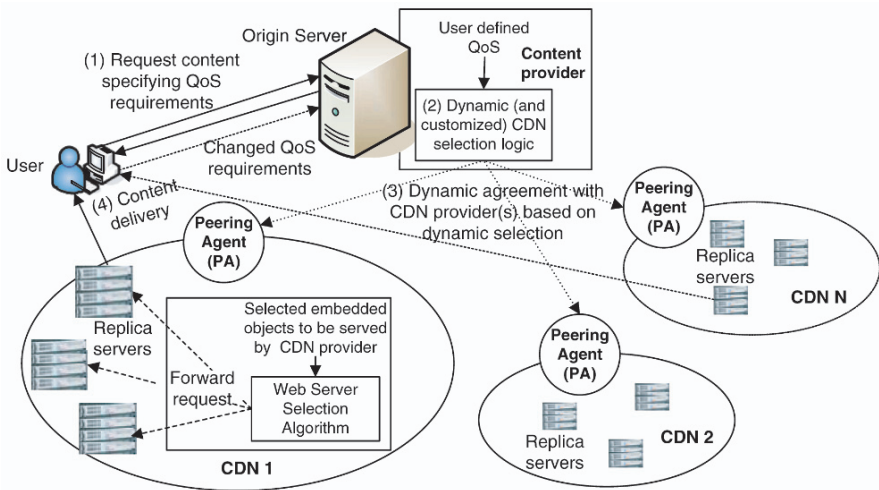 Origin Server
User defined
QoS
Content
provider
(1) Request content
specifying QoS
requirements
(2) Dynamic (and
customized) CDN
selection logic
User
Changed QoS
requirements
(4) Content
delivery
(3) Dynamic agreement with
CDN provider(s) based on
dynamic selection
Peering
Agent
(PA)
Replica
servers
CDN N
Peering
Agent
(PA)
Selected embedded
objects to be served
by CDN provider
Replica
servers
Forward
request
Web Server
Selection
Algorithm
CDN 1
Peering
Agent
(PA)
Replica
servers
CDN 2